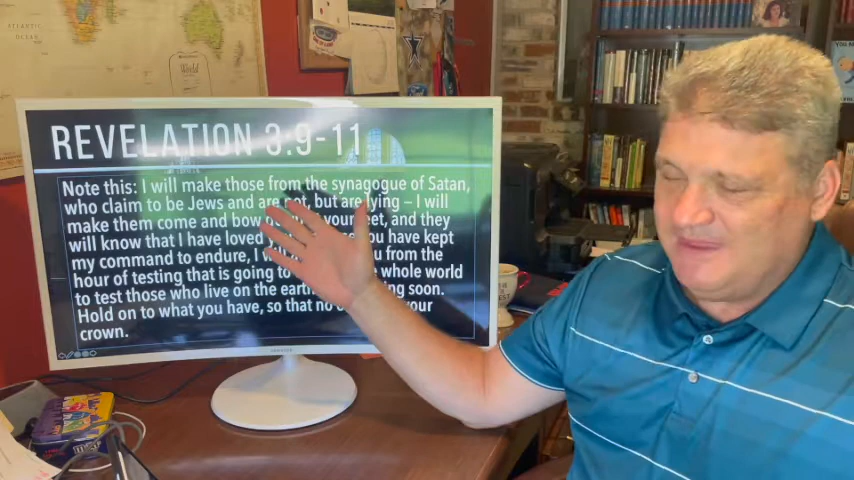 REVELATION 3:9-11
Note this: I will make those from the synagogue of Satan,
who claim to be Jews and are not, but are lying – I will
make them come and bow your feet, and they
will know that I have loved you have kept
my command to endure, I you from the
hour of testing that is going to whole world
to test those who live on the earth soon.
Hold on to what you have, so that no your
crown.
World